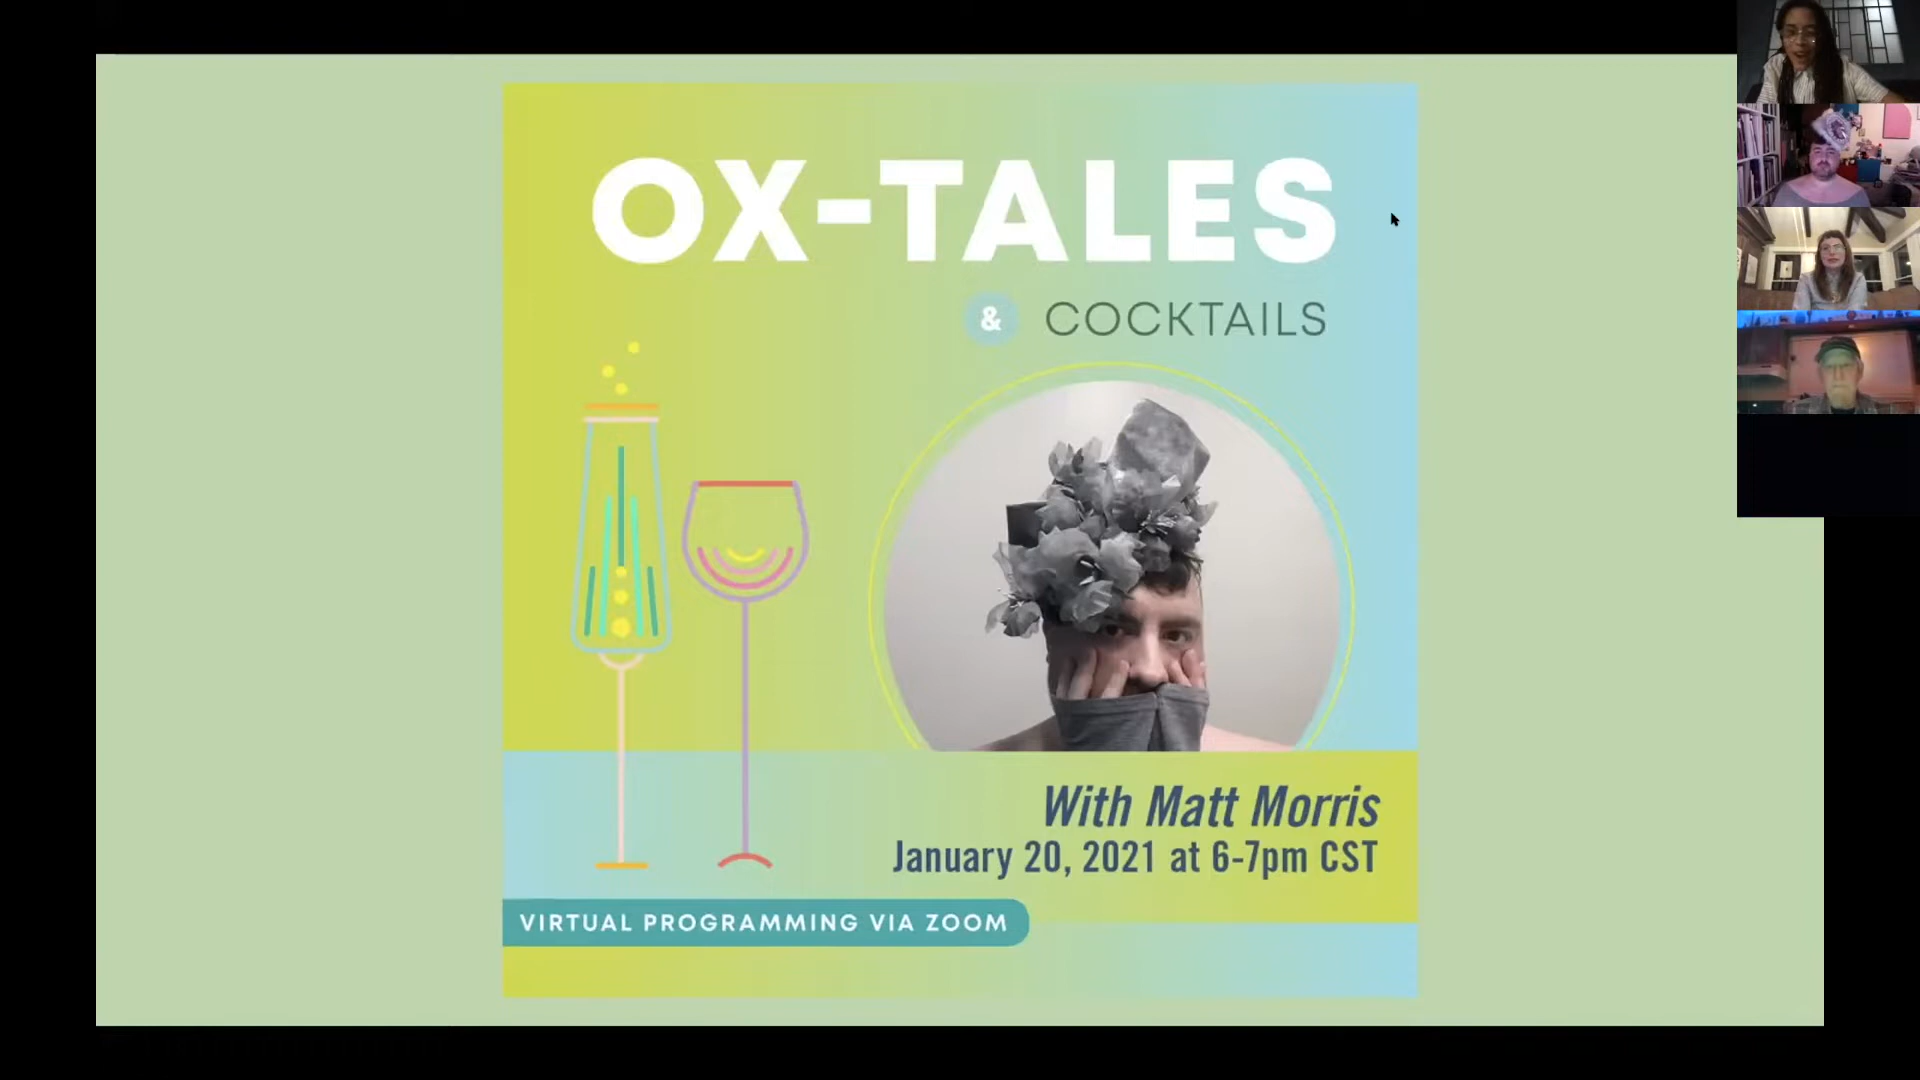 OX-TALES
& COCKTAILS
With Matt Morris
January 20, 2021 at 6-7pm CST
VIRTUAL PROGRAMMING VIA ZOOM